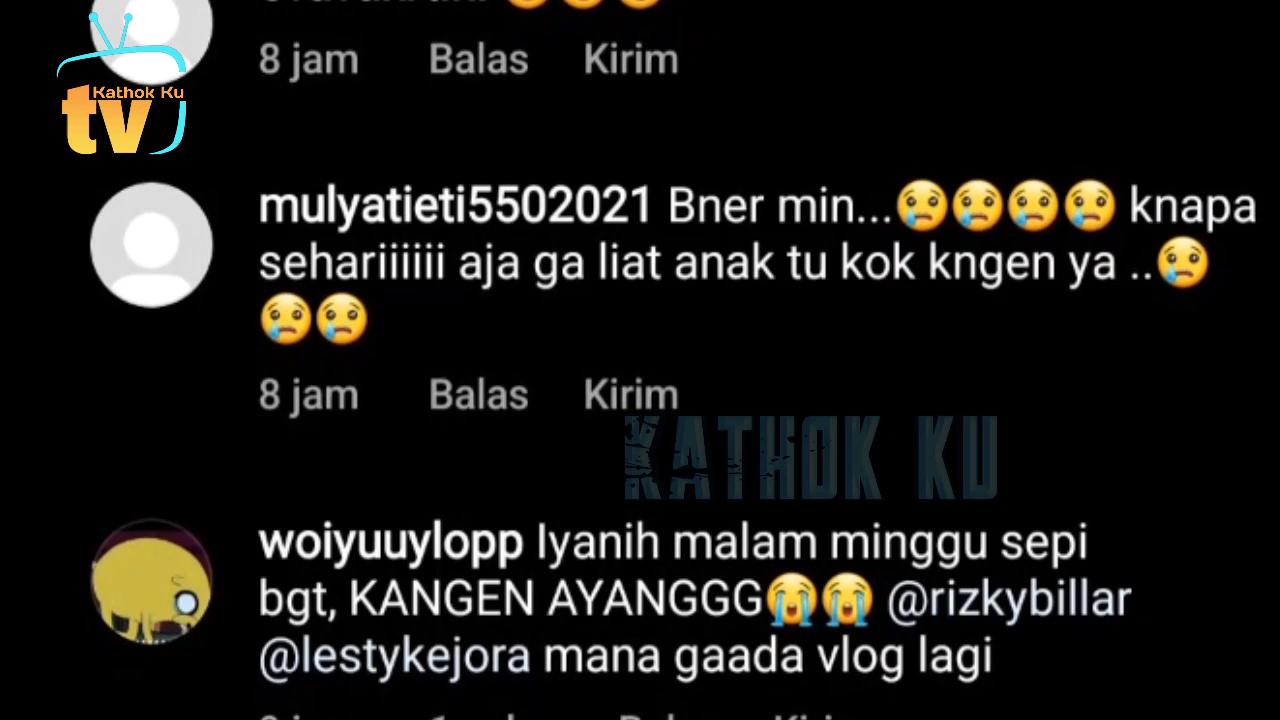 8 jam Balas Kirim
Kathok Ku
tv
mulyatieti5502021 Bner min...😢😢😢😢 knapa
sehariiiiii aja ga liat anak tu kok kngen ya ..😢
😢😢
8 jam Balas Kirim
KATHOK KU
woiyuuylopp Iyanih malam minggu sepi
bgt, KANGEN AYANGGG😭😭 @rizkybillar
@lestykejora mana gaada vlog lagi